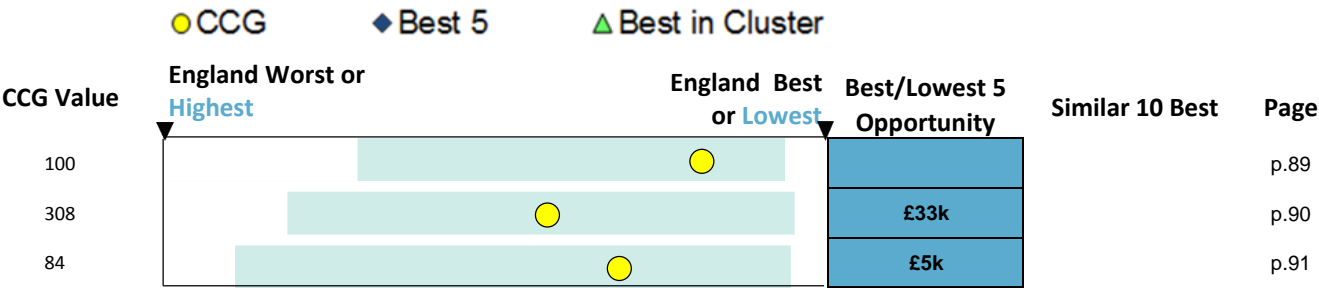 CCG Best 5 Best in Cluster
CCG Value
England Worst or
Highest
England Best
or Lowest
Best/Lowest 5
Opportunity
Similar 10 Best
Page
100 p.89
308 £33k p.90
84 £5k p.91